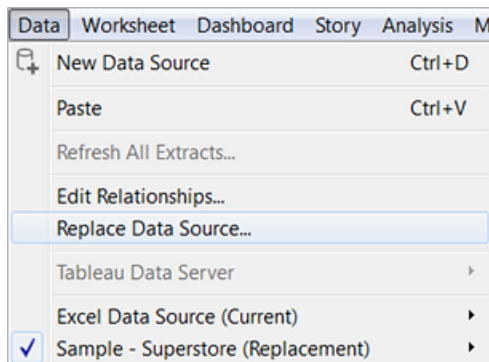 Data Worksheet Dashboard Story Analysis M
New Data Source Ctrl+D
Paste Ctrl+V
Refresh All Extracts...
Edit Relationships...
Replace Data Source...
Tableau Data Server
Excel Data Source (Current)
Sample - Superstore (Replacement)